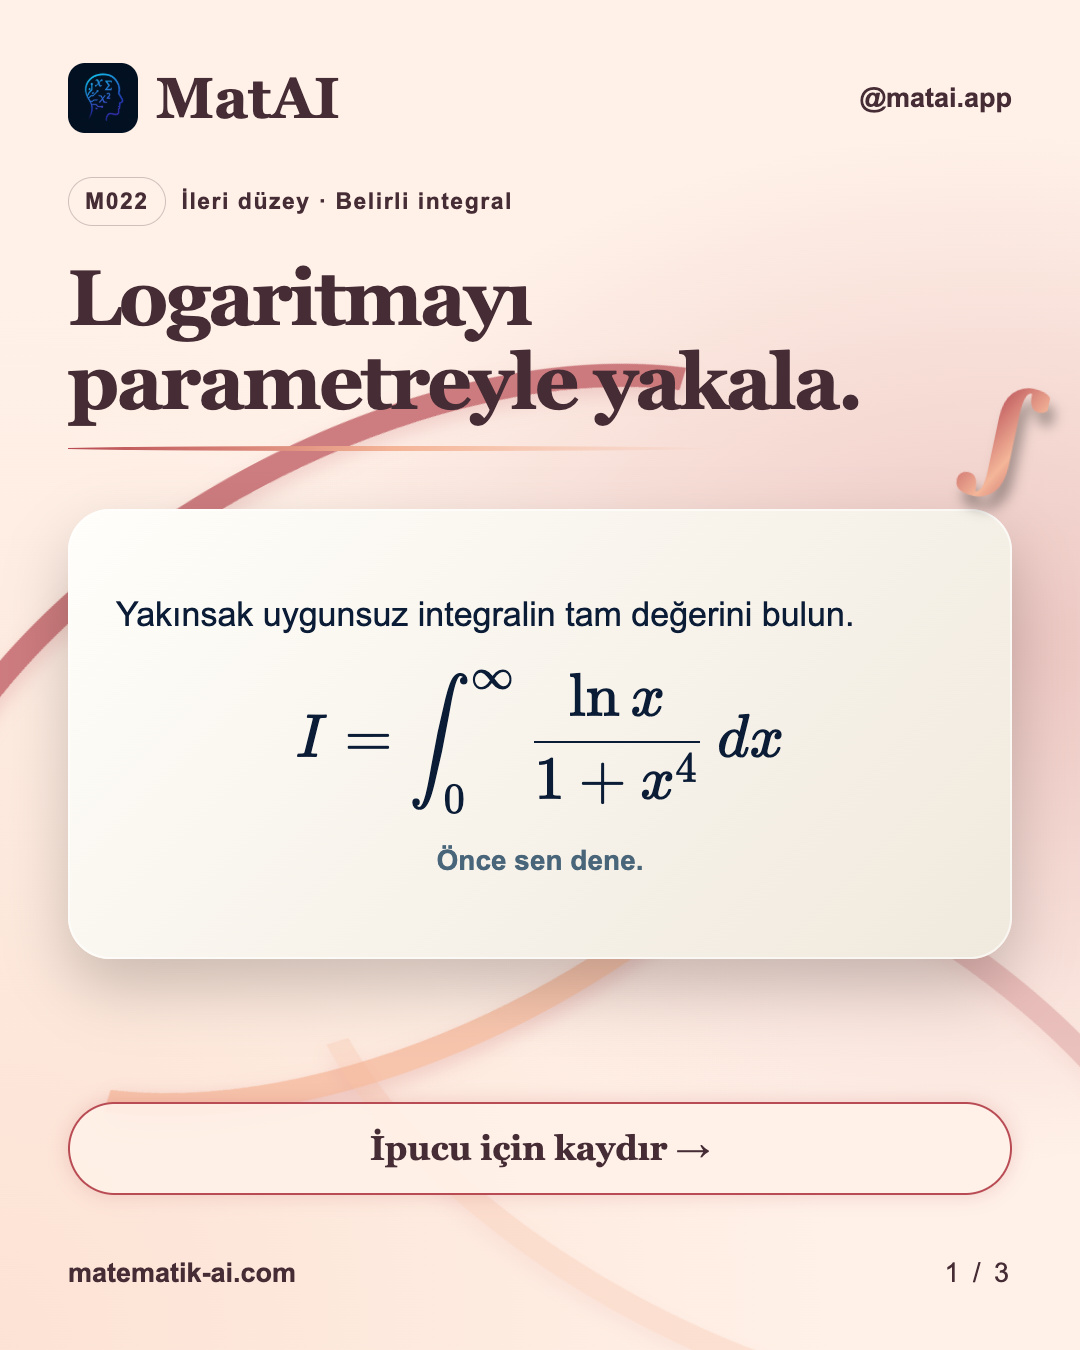 MatAI
@matai.app
M022 İleri düzey · Belirli integral
Logaritmayı
parametreyle yakala.
∫
Yakınsak uygunsuz integralin tam değerini bulun.
I = ∫₀^∞ (ln x)/(1 + x⁴) dx
Önce sen dene.
İpucu için kaydır →
matematik-ai.com
1 / 3